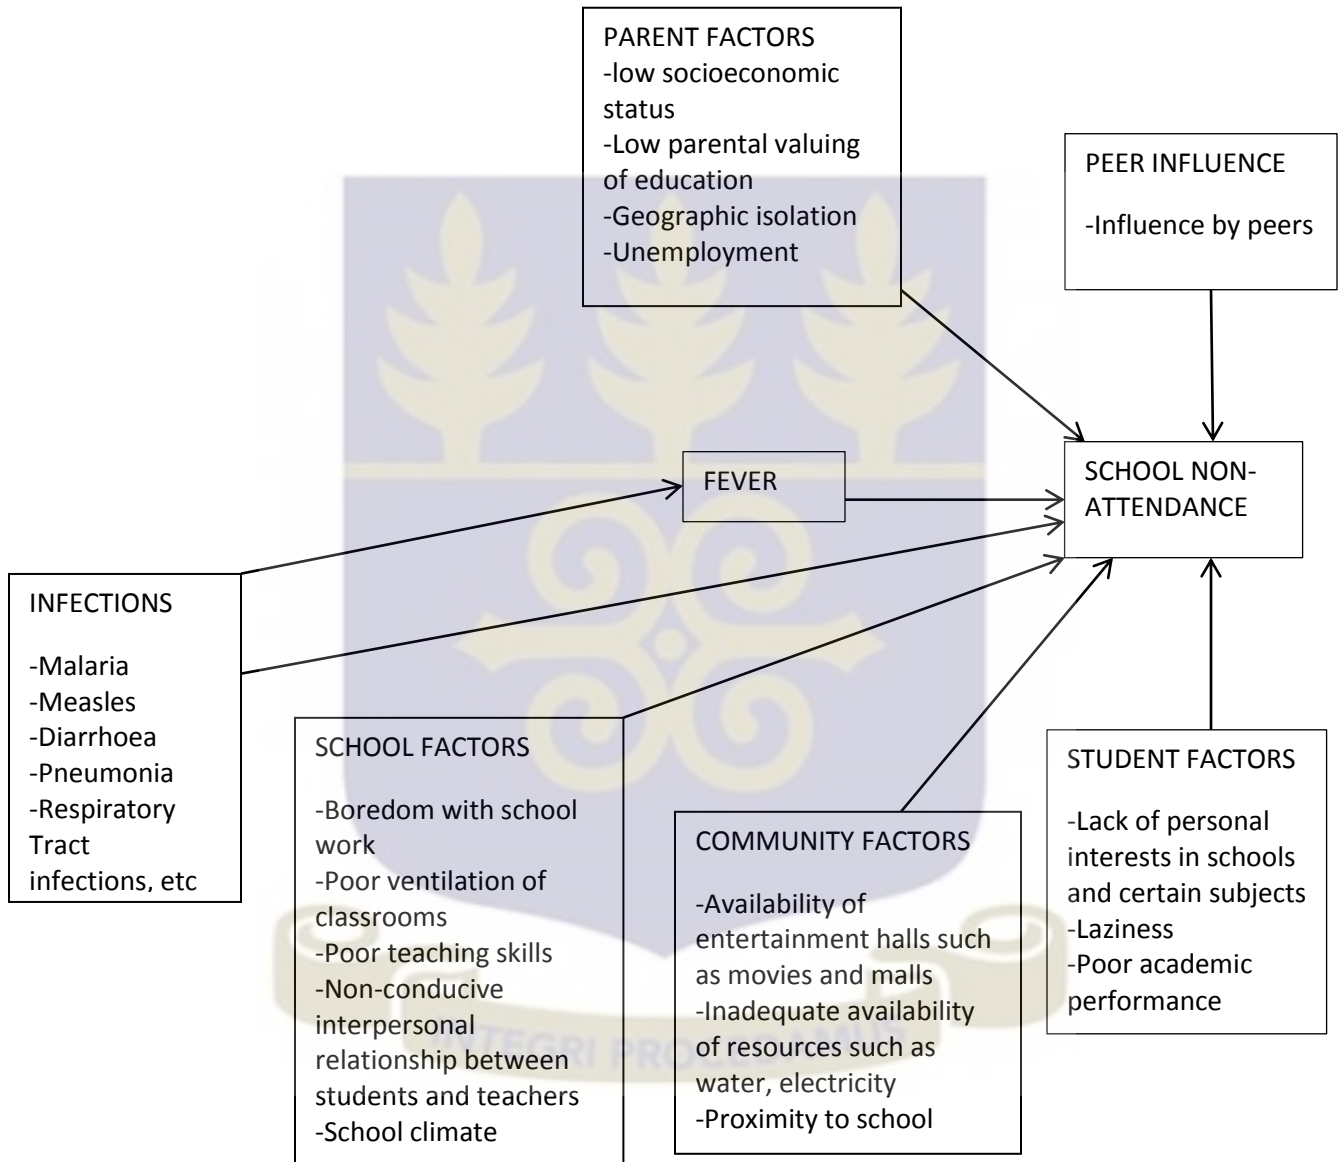 PARENT FACTORS
-low socioeconomic
status
-Low parental valuing
of education
-Geographic isolation
-Unemployment
PEER INFLUENCE
-Influence by peers
FEVER
SCHOOL NON-
ATTENDANCE
INFECTIONS
-Malaria
-Measles
-Diarrhoea
-Pneumonia
-Respiratory
Tract
infections, etc
SCHOOL FACTORS
-Boredom with school
work
-Poor ventilation of
classrooms
-Poor teaching skills
-Non-conducive
interpersonal
relationship between
students and teachers
-School climate
COMMUNITY FACTORS
-Availability of
entertainment halls such
as movies and malls
-Inadequate availability
of resources such as
water, electricity
-Proximity to school
STUDENT FACTORS
-Lack of personal
interests in schools
and certain subjects
-Laziness
-Poor academic
performance
INTEGRI PROCEDAMUS